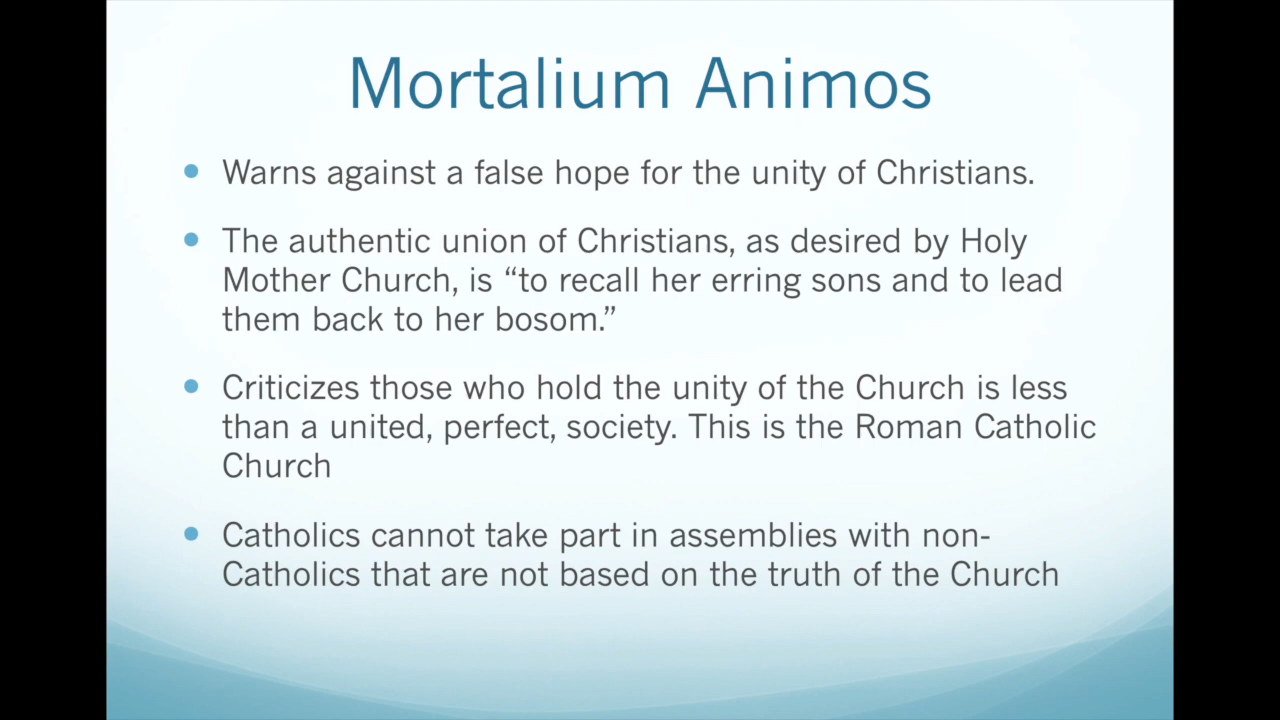 Mortalium Animos
• Warns against a false hope for the unity of Christians.
• The authentic union of Christians, as desired by Holy
Mother Church, is “to recall her erring sons and to lead
them back to her bosom.”
• Criticizes those who hold the unity of the Church is less
than a united, perfect, society. This is the Roman Catholic
Church
• Catholics cannot take part in assemblies with non-
Catholics that are not based on the truth of the Church